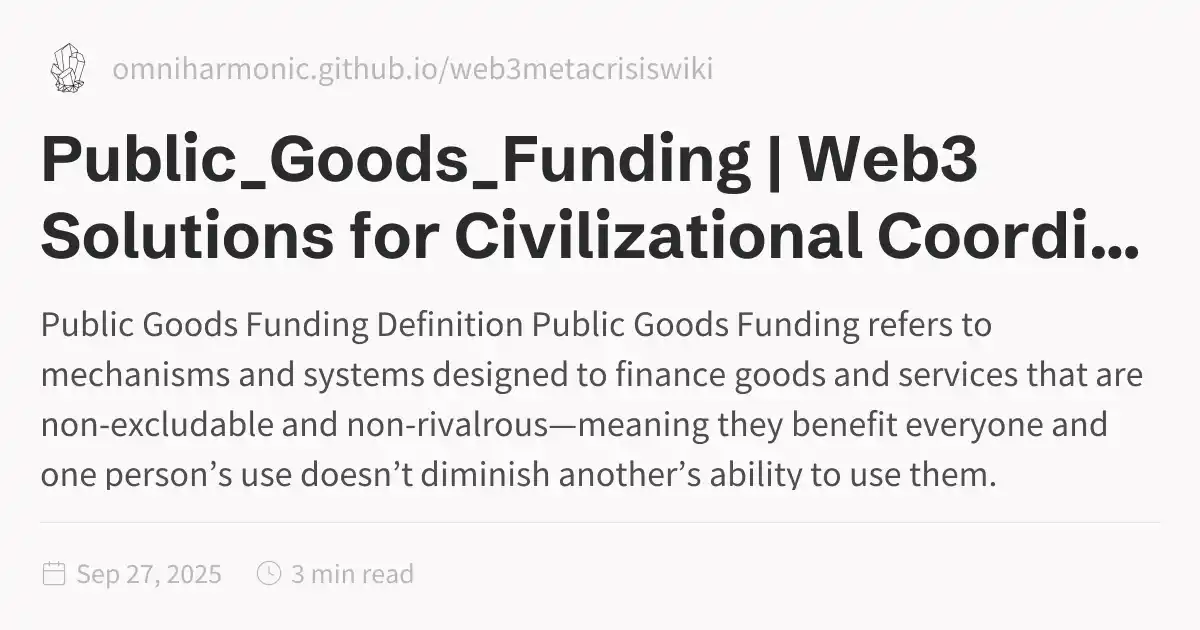 omniharmonic.github.io/web3metacrisiswiki
Public_Goods_Funding | Web3
Solutions for Civilizational Coordi...
Public Goods Funding Definition Public Goods Funding refers to
mechanisms and systems designed to finance goods and services that are
non-excludable and non-rivalrous—meaning they benefit everyone and
one person’s use doesn’t diminish another’s ability to use them.
Sep 27, 2025 3 min read